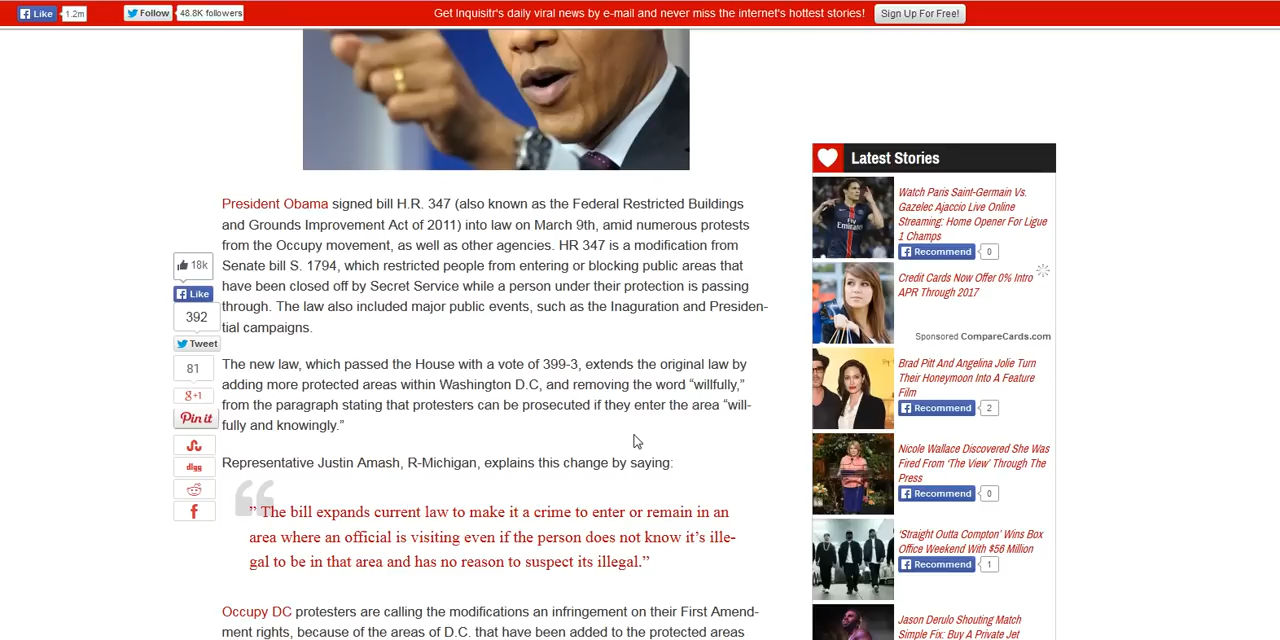 Like 1.2m Follow 48.8K followers Get Inquisitr's daily viral news by e-mail and never miss the internet's hottest stories! Sign Up For Free!
President Obama signed bill H.R. 347 (also known as the Federal Restricted Buildings
and Grounds Improvement Act of 2011) into law on March 9th, amid numerous protests
from the Occupy movement, as well as other agencies. HR 347 is a modification from
Senate bill S. 1794, which restricted people from entering or blocking public areas that
have been closed off by Secret Service while a person under their protection is passing
through. The law also included major public events, such as the Inaguration and Presiden-
tial campaigns.
The new law, which passed the House with a vote of 399-3, extends the original law by
adding more protected areas within Washington D.C, and removing the word “willfully,”
from the paragraph stating that protesters can be prosecuted if they enter the area “will-
fully and knowingly.”
Representative Justin Amash, R-Michigan, explains this change by saying:
“
” The bill expands current law to make it a crime to enter or remain in an
area where an official is visiting even if the person does not know it’s ille-
gal to be in that area and has no reason to suspect its illegal.”
Occupy DC protesters are calling the modifications an infringement on their First Amend-
ment rights, because of the areas of D.C. that have been added to the protected areas
18k
Like
392
Tweet
81
g+1
Pin it
digg
Latest Stories
Watch Paris Saint-Germain Vs.
Gazelec Ajaccio Live Online
Streaming: Home Opener For Ligue
1 Champs
Recommend 0
Fly
Emirates
Credit Cards Now Offer 0% Intro
APR Through 2017
Sponsored CompareCards.com
Brad Pitt And Angelina Jolie Turn
Their Honeymoon Into A Feature
Film
Recommend 2
Nicole Wallace Discovered She Was
Fired From ‘The View’ Through The
Press
Recommend 0
‘Straight Outta Compton’ Wins Box
Office Weekend With $56 Million
Recommend 1
Jason Derulo Shouting Match
Simple Fix: Buy A Private Jet